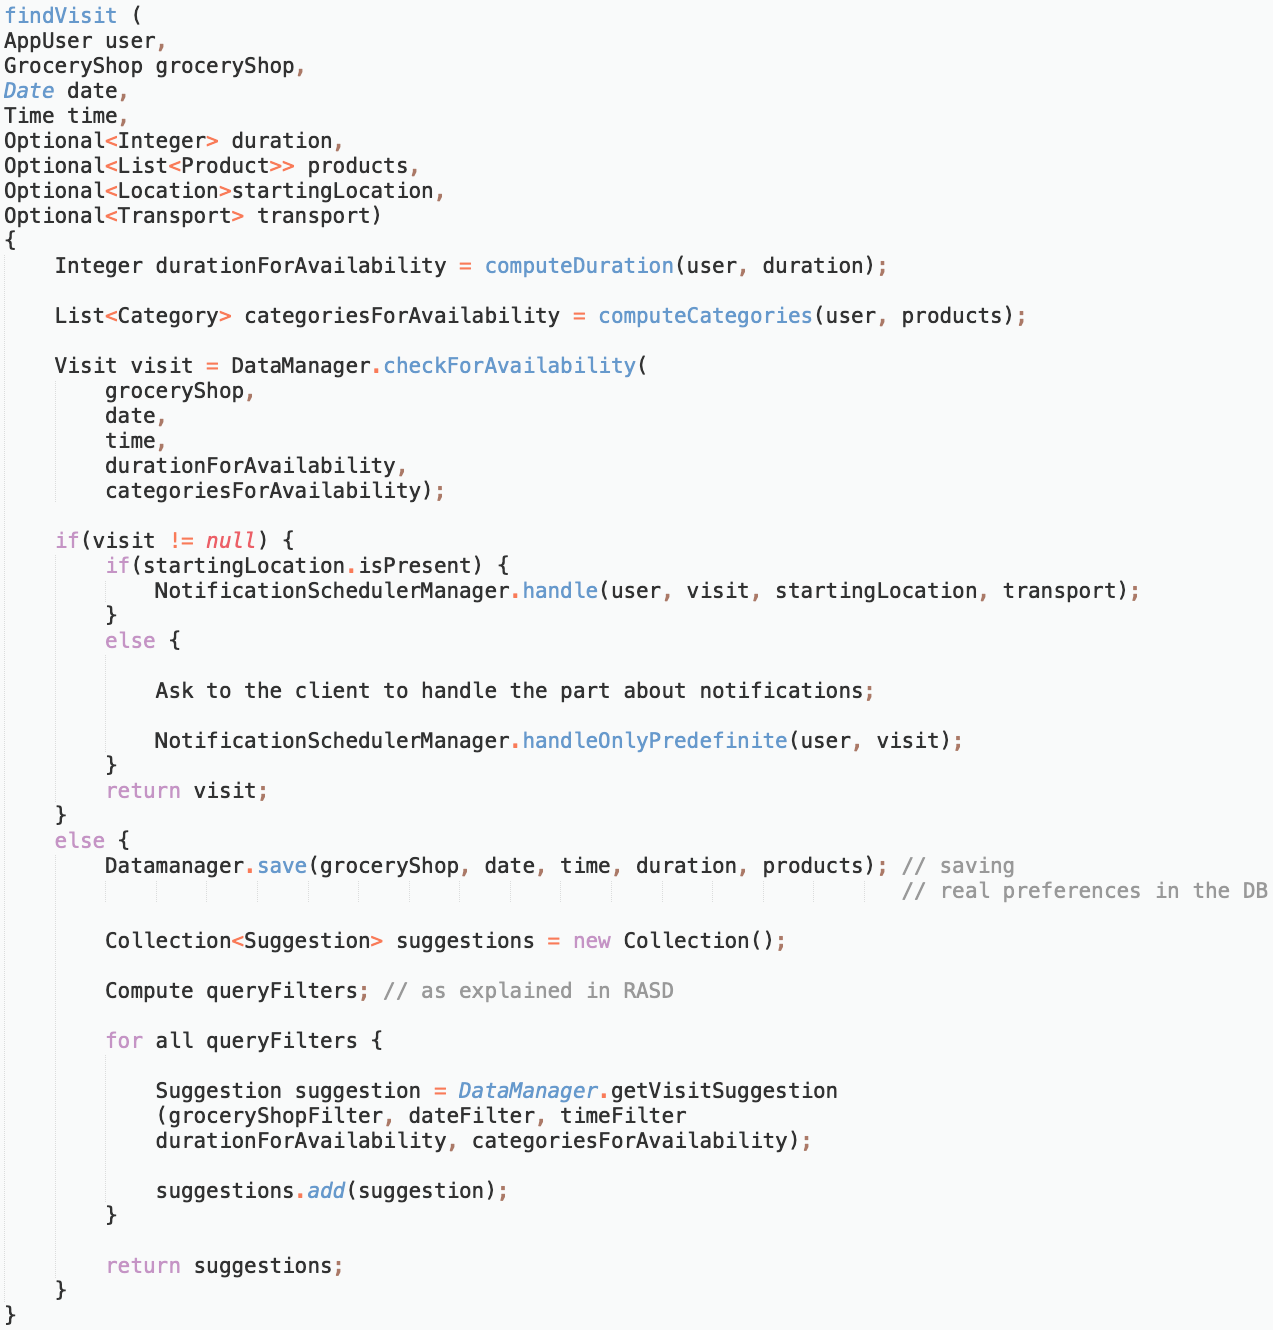 findVisit (
AppUser user,
GroceryShop groceryShop,
Date date,
Time time,
Optional<Integer> duration,
Optional<List<Product>> products,
Optional<Location>startingLocation,
Optional<Transport> transport)
{
    Integer durationForAvailability = computeDuration(user, duration);

    List<Category> categoriesForAvailability = computeCategories(user, products);

    Visit visit = DataManager.checkForAvailability(
        groceryShop,
        date,
        time,
        durationForAvailability,
        categoriesForAvailability);

    if(visit != null) {
        if(startingLocation.isPresent) {
            NotificationSchedulerManager.handle(user, visit, startingLocation, transport);
        }
        else {

            Ask to the client to handle the part about notifications;

            NotificationSchedulerManager.handleOnlyPredefinite(user, visit);
        }
        return visit;
    }
    else {
        Datamanager.save(groceryShop, date, time, duration, products); // saving
                                                                       // real preferences in the DB

        Collection<Suggestion> suggestions = new Collection();

        Compute queryFilters; // as explained in RASD

        for all queryFilters {

            Suggestion suggestion = DataManager.getVisitSuggestion
            (groceryShopFilter, dateFilter, timeFilter
            durationForAvailability, categoriesForAvailability);

            suggestions.add(suggestion);
        }

        return suggestions;
    }
}